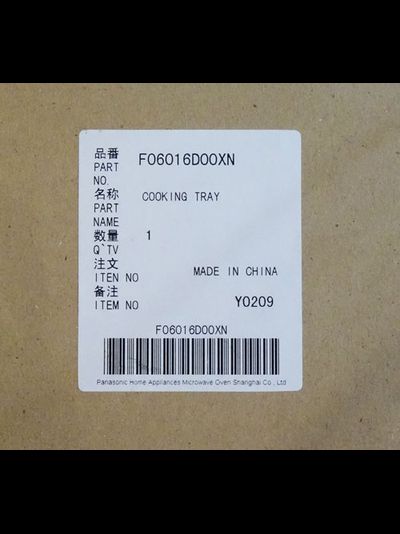 品番 F06016D00XN
PART
NO.
名称 COOKING TRAY
PART
NAME
数量 1
Q`TV
注文
ITEN NO MADE IN CHINA
备注
ITEM NO Y0209
F06016D00XN
Panasonic Home Appliances Microwave Oven Shanghai Co., Ltd